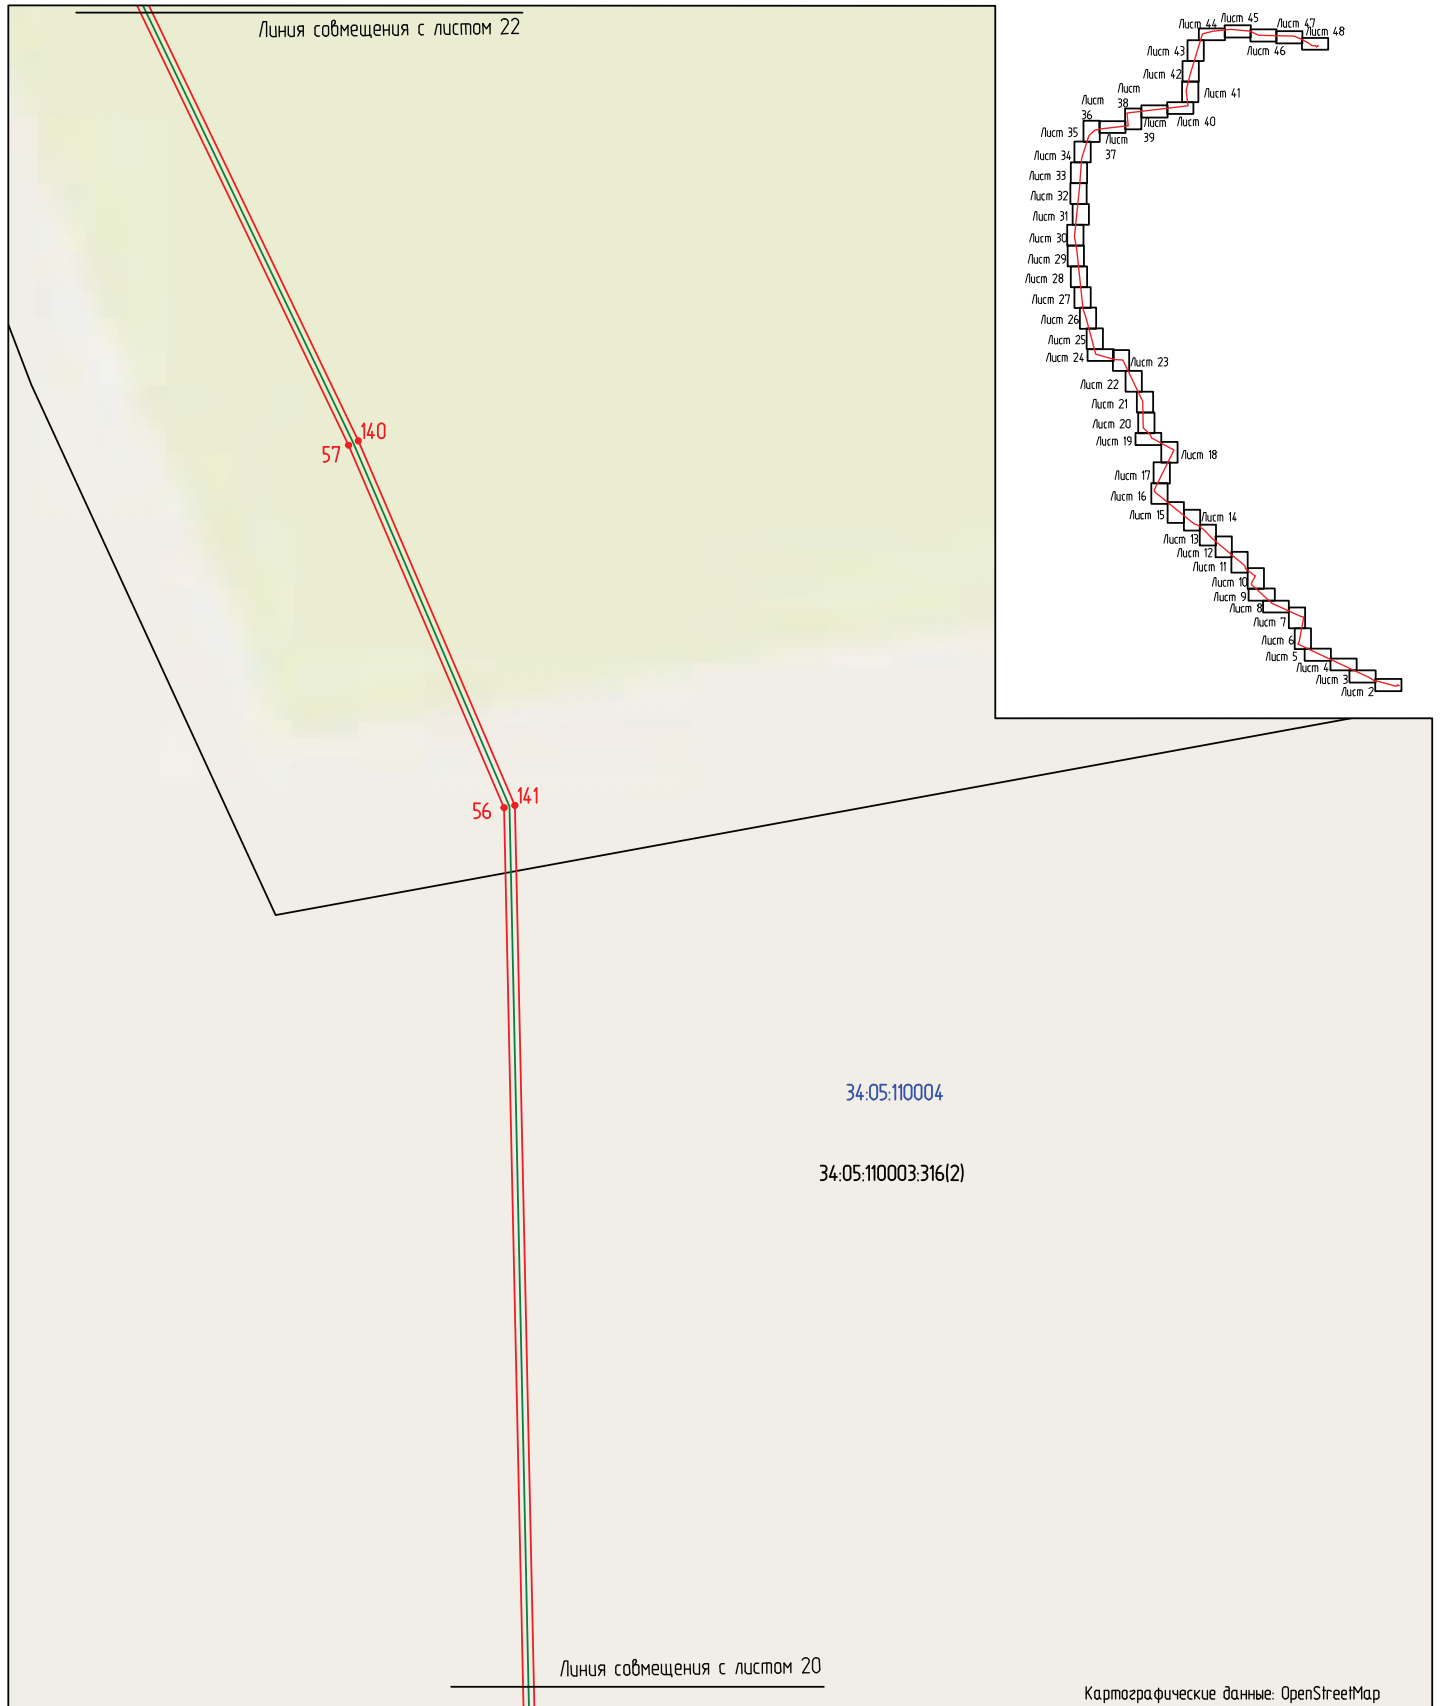 Линия совмещения с листом 22
140
57
141
56
34:05:110004
34:05:110003:316(2)
Линия совмещения с листом 20
Картографические данные: OpenStreetMap
Лист 44
Лист 45
Лист 47
Лист 48
Лист 46
Лист 43
Лист 42
Лист 41
Лист
38
Лист
36
Лист 40
Лист
39
Лист 35
Лист
37
Лист 34
Лист 33
Лист 32
Лист 31
Лист 30
Лист 29
Лист 28
Лист 27
Лист 26
Лист 25
Лист 24
Лист 23
Лист 22
Лист 21
Лист 20
Лист 19
Лист 18
Лист 17
Лист 16
Лист 15
Лист 14
Лист 13
Лист 12
Лист 11
Лист 10
Лист 9
Лист 8
Лист 7
Лист 6
Лист 5
Лист 4
Лист 3
Лист 2